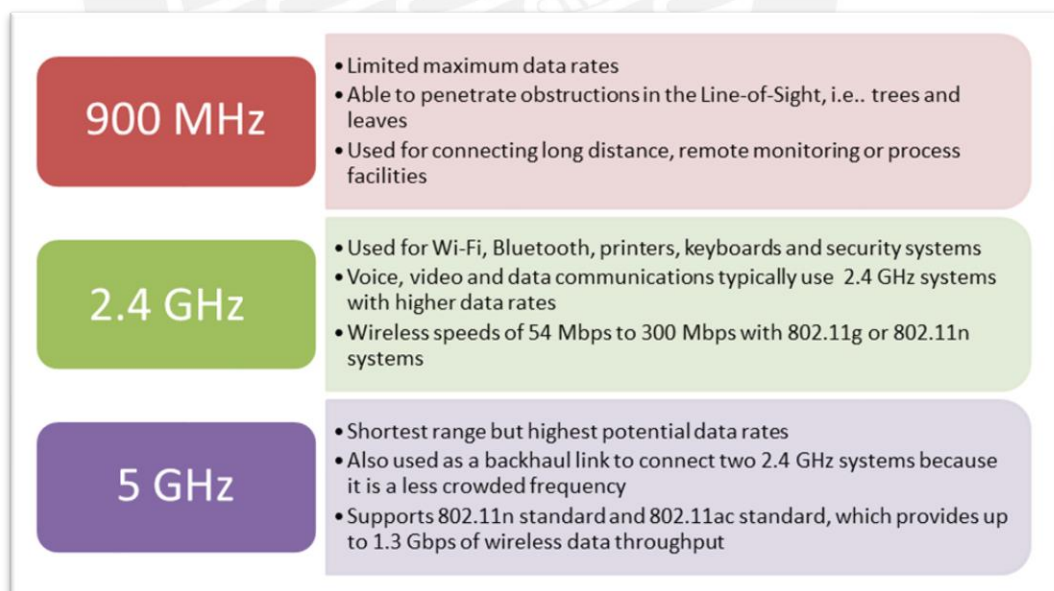 900 MHz
• Limited maximum data rates
• Able to penetrate obstructions in the Line-of-Sight, i.e.. trees and
leaves
• Used for connecting long distance, remote monitoring or process
facilities
2.4 GHz
• Used for Wi-Fi, Bluetooth, printers, keyboards and security systems
• Voice, video and data communications typically use 2.4 GHz systems
with higher data rates
• Wireless speeds of 54 Mbps to 300 Mbps with 802.11g or 802.11n
systems
5 GHz
• Shortest range but highest potential data rates
• Also used as a backhaul link to connect two 2.4 GHz systems because
it is a less crowded frequency
• Supports 802.11n standard and 802.11ac standard, which provides up
to 1.3 Gbps of wireless data throughput